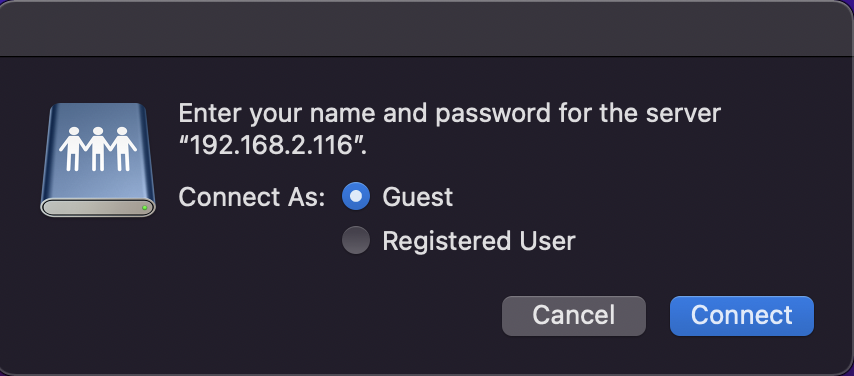 Enter your name and password for the server
“192.168.2.116”.
Connect As: Guest
Registered User
Cancel Connect